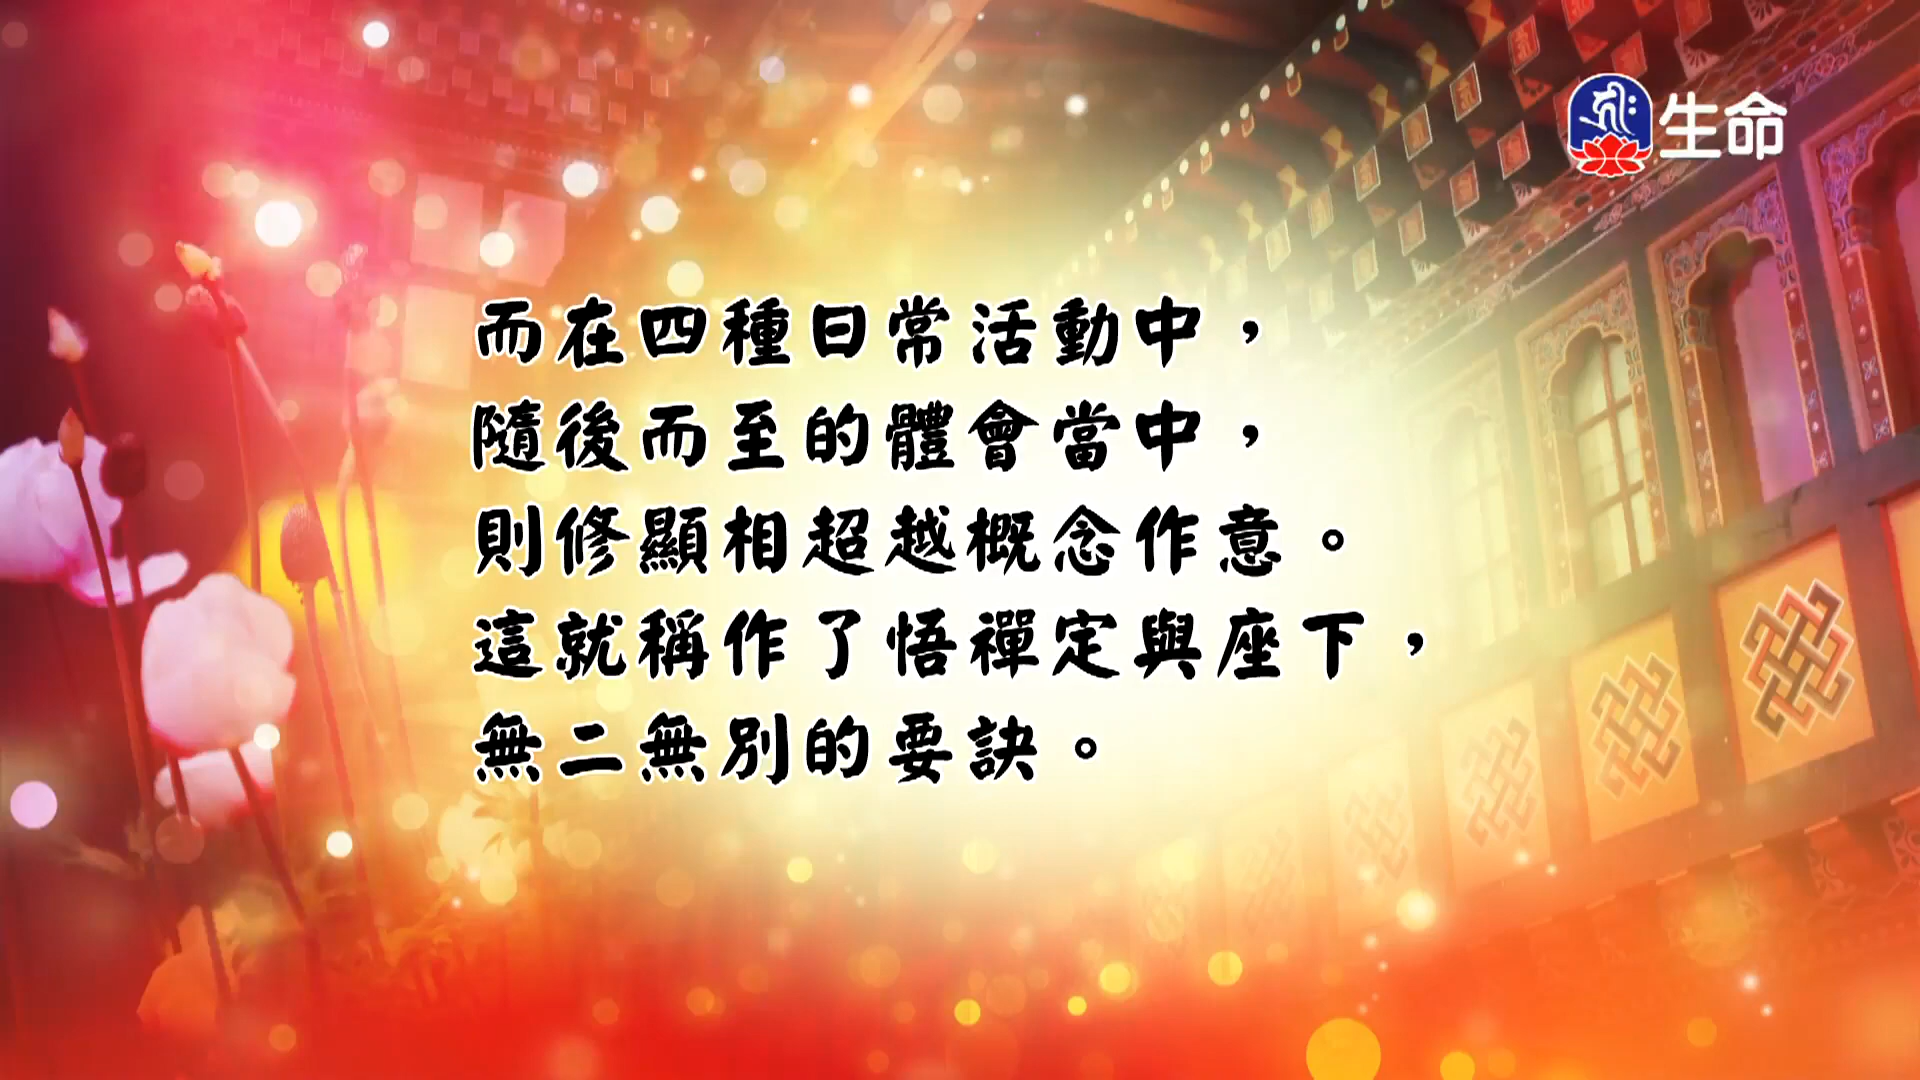 生命
而在四種日常活動中，
隨後而至的體會當中，
則修顯相超越概念作意。
這就稱作了悟禪定與座下，
無二無別的要訣。